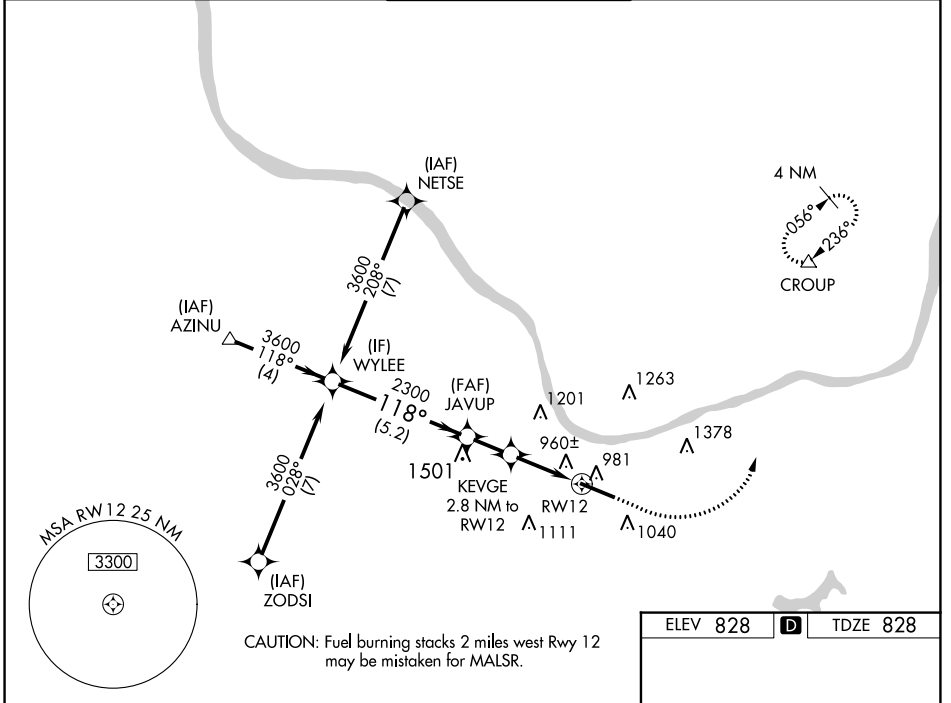 (IAF)
NETSE
4 NM
056°
236°
CROUP
3600
208°
(7)
(IAF)
AZINU
3600
118°
(4)
(IF)
WYLEE
2300
118°
(5.2)
(FAF)
JAVUP
1263
1201
1378
960±
981
1501
KEVGE
2.8 NM to
RW12
RW12
1111
1040
3600
028°
(7)
(IAF)
ZODSI
MSA RW12 25 NM
3300
CAUTION: Fuel burning stacks 2 miles west Rwy 12
may be mistaken for MALSR.
ELEV 828 D TDZE 828